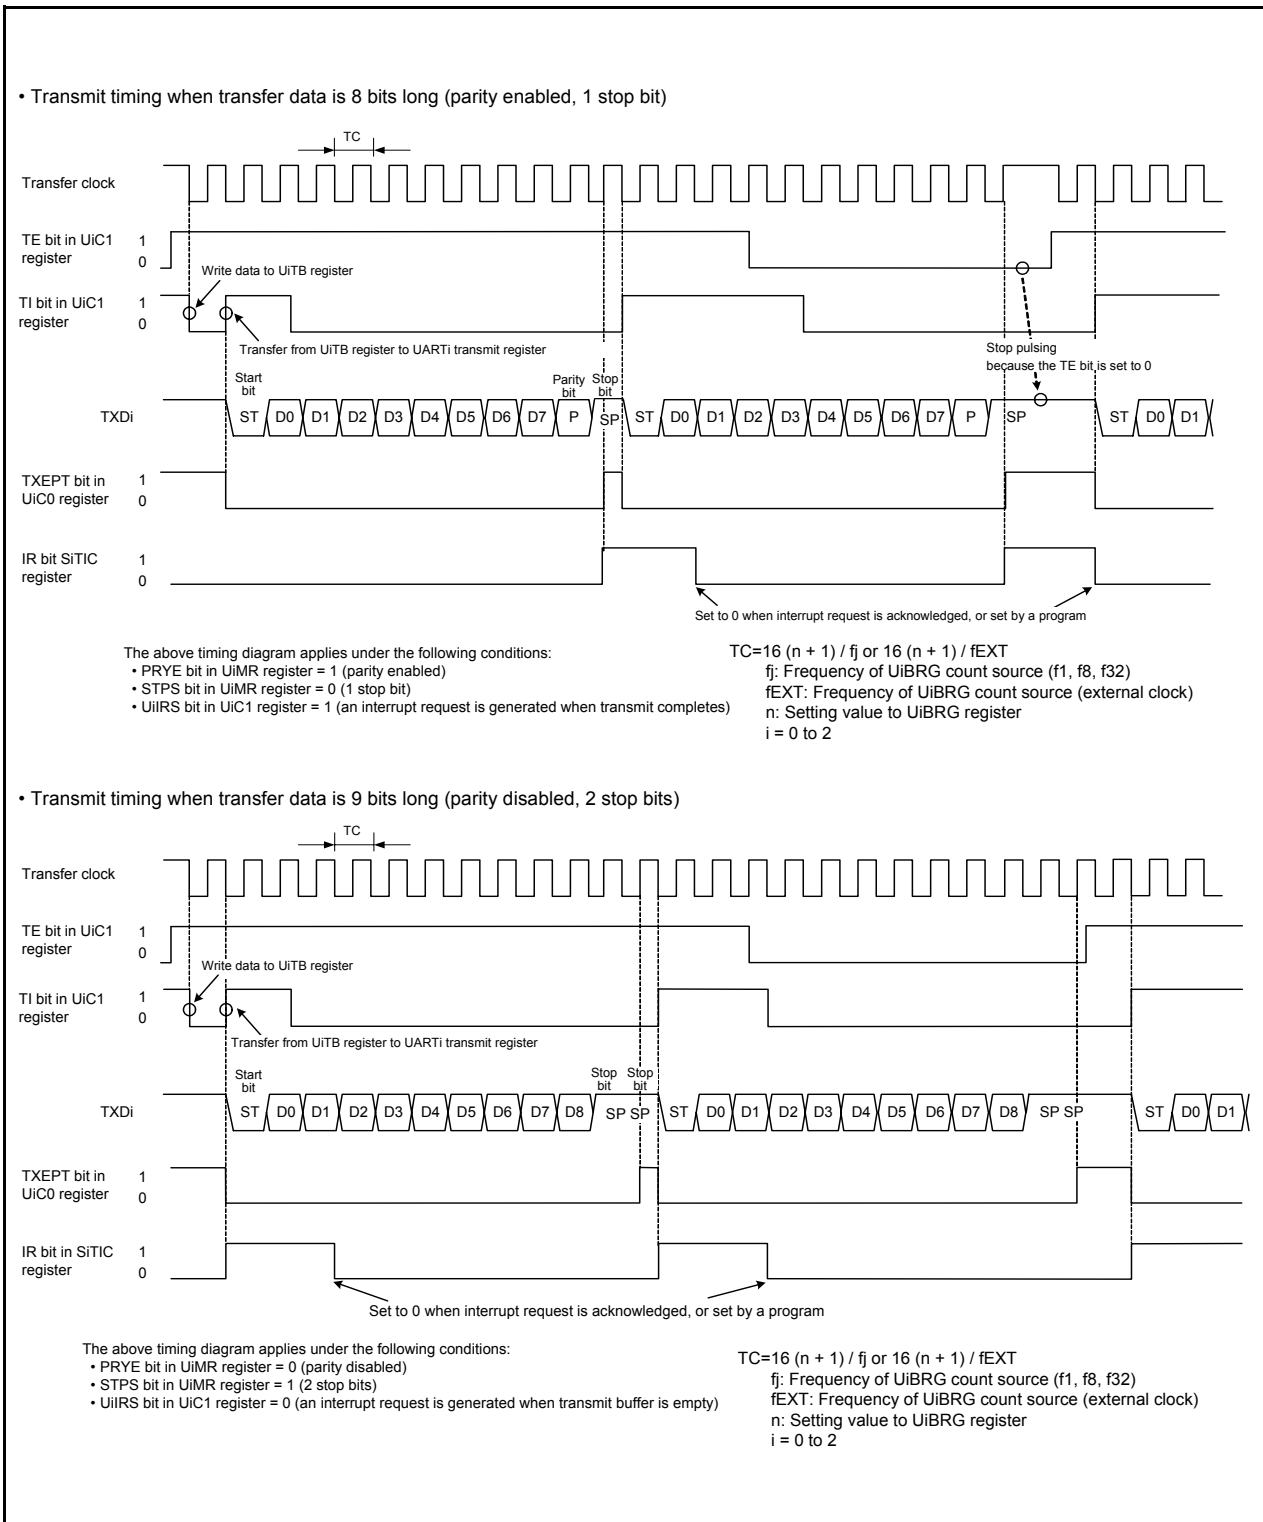 • Transmit timing when transfer data is 8 bits long (parity enabled, 1 stop bit)
TC
Transfer clock
TE bit in UiC1
register
1
0
Write data to UiTB register
TI bit in UiC1
register
1
0
Transfer from UiTB register to UARTi transmit register
Stop pulsing
because the TE bit is set to 0
Start
bit
Parity
bit
Stop
bit
TXDi
ST D0 D1 D2 D3 D4 D5 D6 D7 P SP ST D0 D1 D2 D3 D4 D5 D6 D7 P SP ST D0 D1
TXEPT bit in
UiC0 register
1
0
IR bit SiTIC
register
1
0
Set to 0 when interrupt request is acknowledged, or set by a program
The above timing diagram applies under the following conditions:
• PRYE bit in UiMR register = 1 (parity enabled)
• STPS bit in UiMR register = 0 (1 stop bit)
• UiIRS bit in UiC1 register = 1 (an interrupt request is generated when transmit completes)
TC=16 (n + 1) / fj or 16 (n + 1) / fEXT
fj: Frequency of UiBRG count source (f1, f8, f32)
fEXT: Frequency of UiBRG count source (external clock)
n: Setting value to UiBRG register
i = 0 to 2
• Transmit timing when transfer data is 9 bits long (parity disabled, 2 stop bits)
TC
Transfer clock
TE bit in UiC1
register
1
0
Write data to UiTB register
TI bit in UiC1
register
1
0
Transfer from UiTB register to UARTi transmit register
Start
bit
Stop
bit
Stop
bit
TXDi
ST D0 D1 D2 D3 D4 D5 D6 D7 D8 SP SP ST D0 D1 D2 D3 D4 D5 D6 D7 D8 SP SP ST D0 D1
TXEPT bit in
UiC0 register
1
0
IR bit in SiTIC
register
1
0
Set to 0 when interrupt request is acknowledged, or set by a program
The above timing diagram applies under the following conditions:
• PRYE bit in UiMR register = 0 (parity disabled)
• STPS bit in UiMR register = 1 (2 stop bits)
• UiIRS bit in UiC1 register = 0 (an interrupt request is generated when transmit buffer is empty)
TC=16 (n + 1) / fj or 16 (n + 1) / fEXT
fj: Frequency of UiBRG count source (f1, f8, f32)
fEXT: Frequency of UiBRG count source (external clock)
n: Setting value to UiBRG register
i = 0 to 2